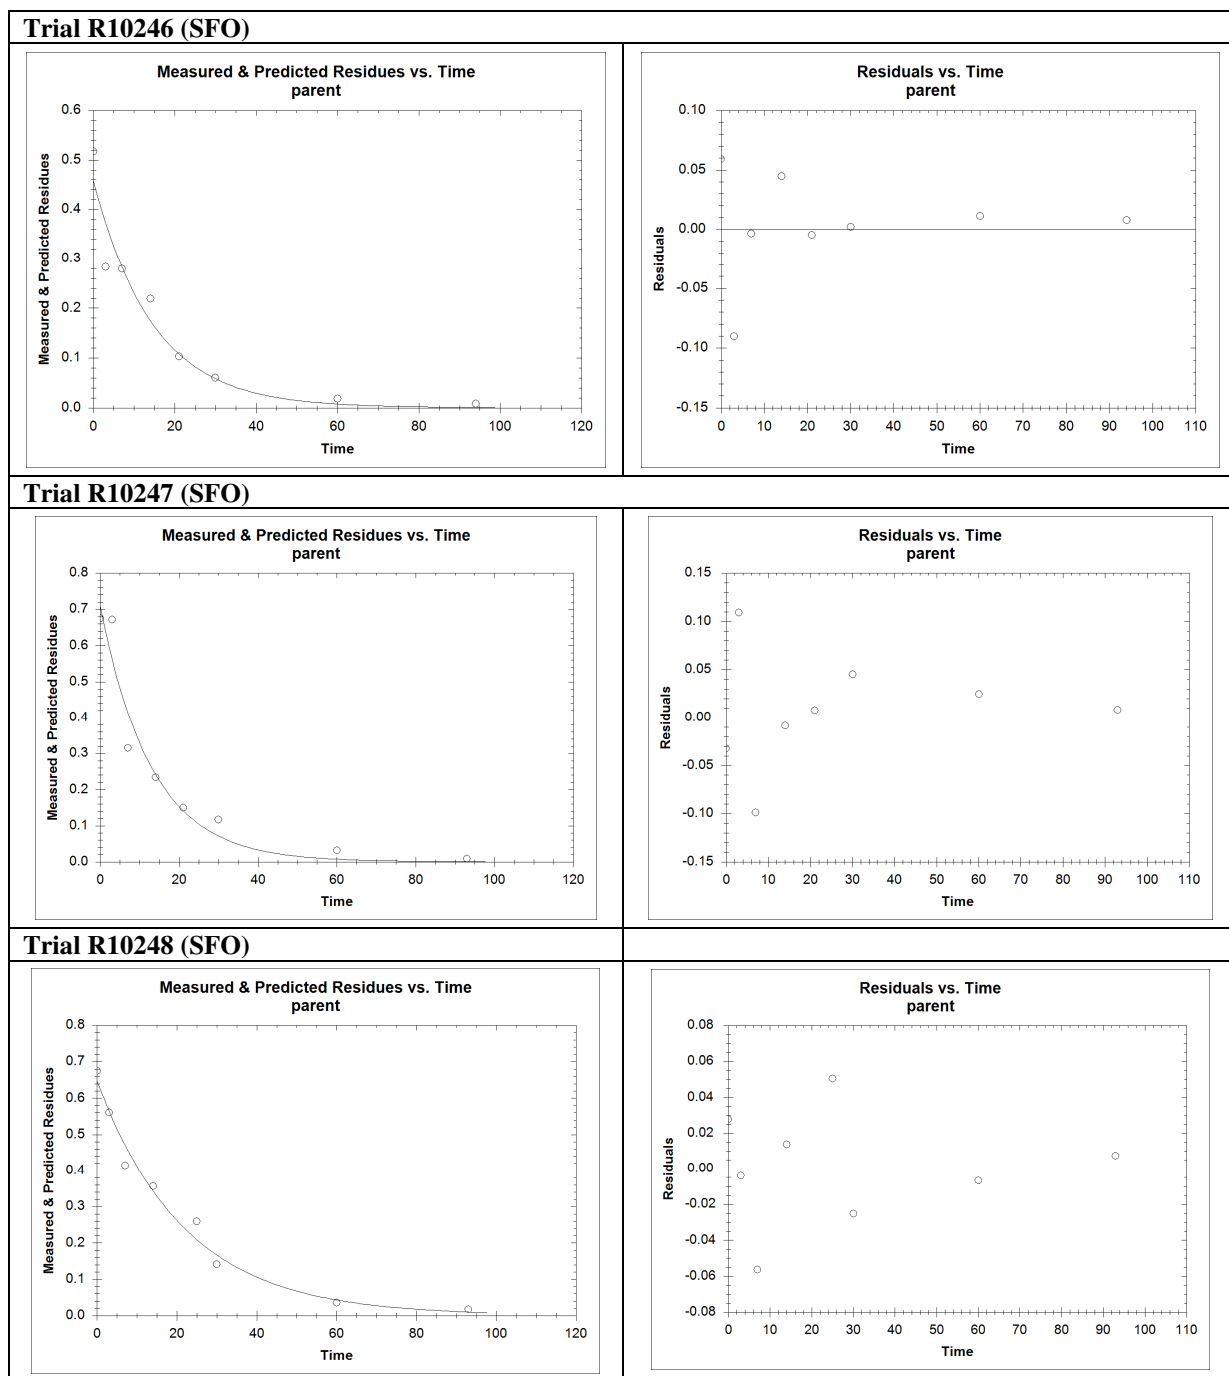 Trial R10246 (SFO)
Measured & Predicted Residues vs. Time
parent
Measured & Predicted Residues
0.6
0.5
0.4
0.3
0.2
0.1
0.0
0 20 40 60 80 100 120
Time
Residuals vs. Time
parent
Residuals
0.10
0.05
0.00
-0.05
-0.10
-0.15
0 10 20 30 40 50 60 70 80 90 100 110
Time
Trial R10247 (SFO)
Measured & Predicted Residues vs. Time
parent
Measured & Predicted Residues
0.8
0.7
0.6
0.5
0.4
0.3
0.2
0.1
0.0
0 20 40 60 80 100 120
Time
Residuals vs. Time
parent
Residuals
0.15
0.10
0.05
0.00
-0.05
-0.10
-0.15
0 10 20 30 40 50 60 70 80 90 100 110
Time
Trial R10248 (SFO)
Measured & Predicted Residues vs. Time
parent
Measured & Predicted Residues
0.8
0.7
0.6
0.5
0.4
0.3
0.2
0.1
0.0
0 20 40 60 80 100 120
Time
Residuals vs. Time
parent
Residuals
0.08
0.06
0.04
0.02
0.00
-0.02
-0.04
-0.06
-0.08
0 10 20 30 40 50 60 70 80 90 100 110
Time